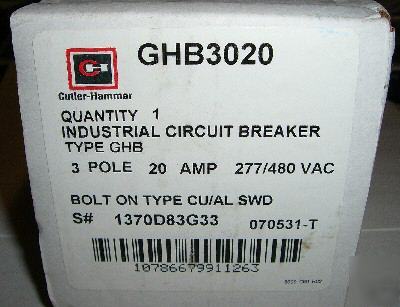 GHB3020
Cutler-Hammar
QUANTITY 1
INDUSTRIAL CIRCUIT BREAKER
TYPE GHB
3 POLE 20 AMP 277/480 VAC
BOLT ON TYPE CU/AL SWD
S# 1370D83G33 070531-T
10786679911263